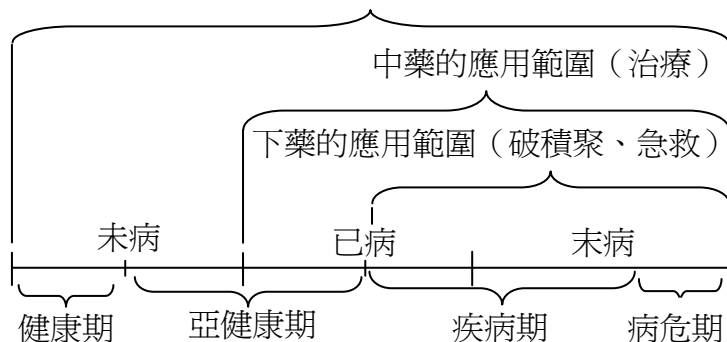 中藥的應用範圍（治療）
下藥的應用範圍（破積聚、急救）
未病 已病 末病
健康期 亞健康期 疾病期 病危期